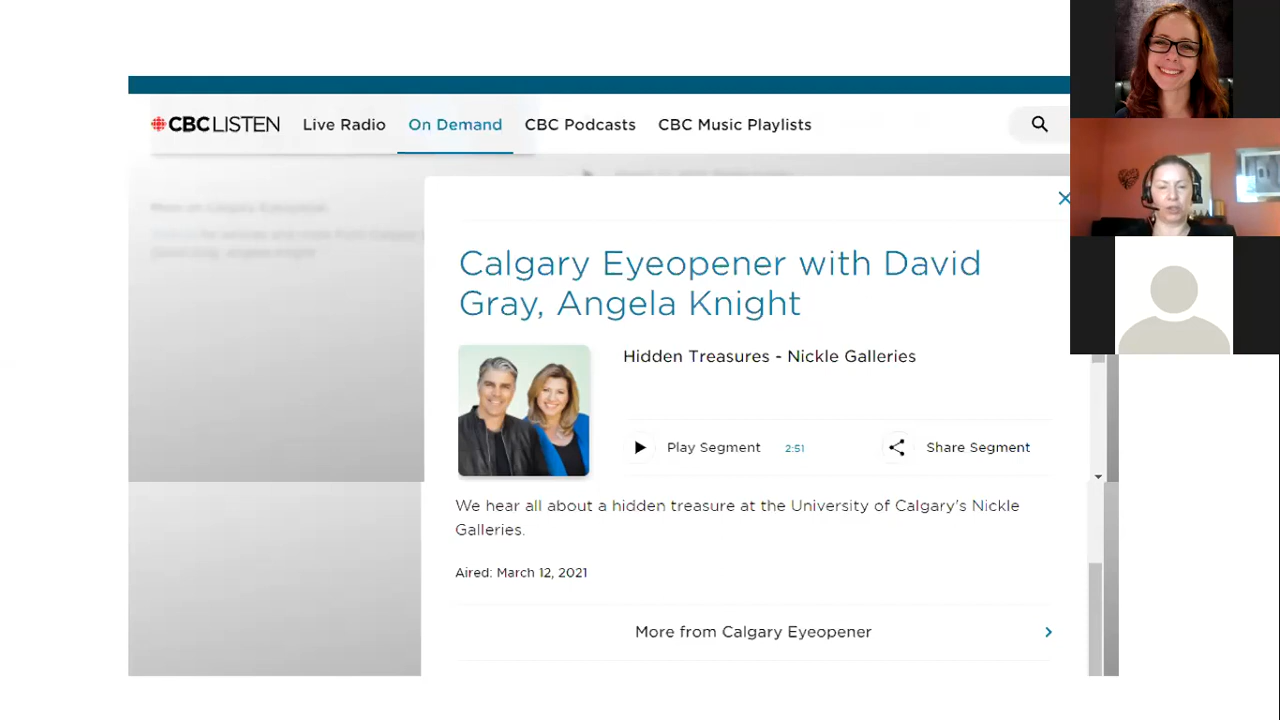 CBC LISTEN Live Radio On Demand CBC Podcasts CBC Music Playlists
Calgary Eyeopener with David
Gray, Angela Knight
Hidden Treasures - Nickle Galleries
Play Segment 2:51 Share Segment
We hear all about a hidden treasure at the University of Calgary's Nickle
Galleries.
Aired: March 12, 2021
More from Calgary Eyeopener